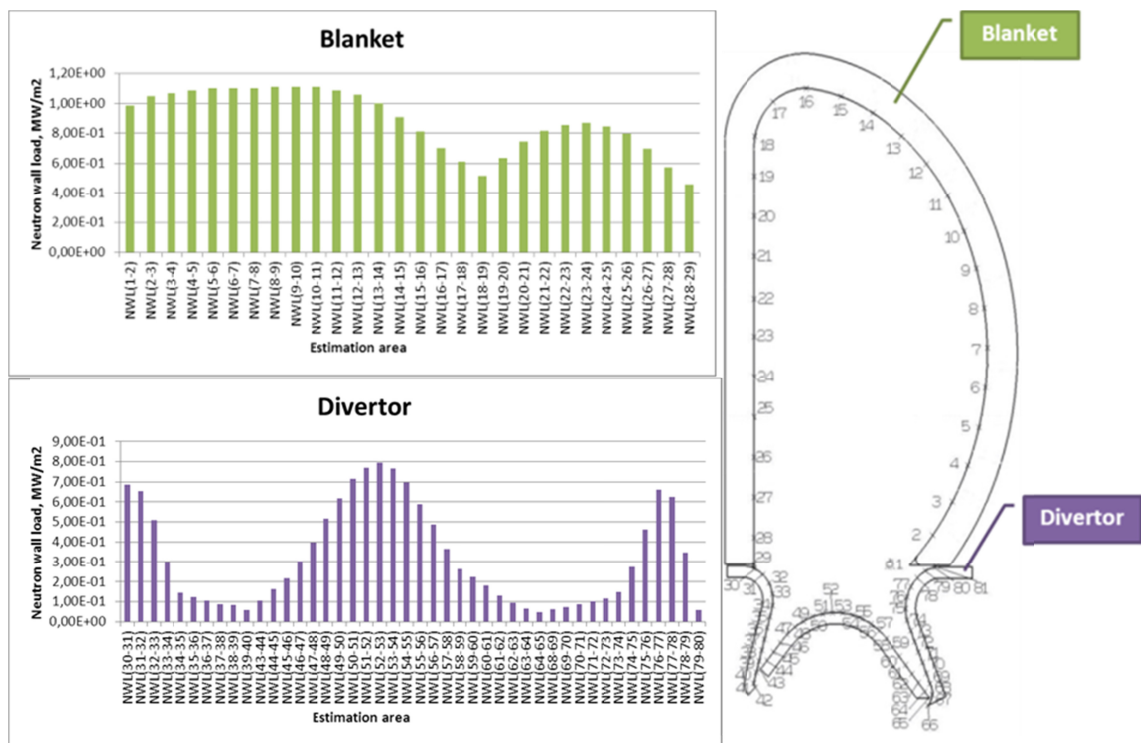 Blanket
Neutron wall load, MW/m2
1,20E+00
1,00E+00
8,00E-01
6,00E-01
4,00E-01
2,00E-01
0,00E+00
NWL(1-2)
NWL(2-3)
NWL(3-4)
NWL(4-5)
NWL(5-6)
NWL(6-7)
NWL(7-8)
NWL(8-9)
NWL(9-10)
NWL(10-11)
NWL(11-12)
NWL(12-13)
NWL(13-14)
NWL(14-15)
NWL(15-16)
NWL(16-17)
NWL(17-18)
NWL(18-19)
NWL(19-20)
NWL(20-21)
NWL(21-22)
NWL(22-23)
NWL(23-24)
NWL(24-25)
NWL(25-26)
NWL(26-27)
NWL(27-28)
NWL(28-29)
Estimation area
Divertor
Neutron wall load, MW/m2
9,00E-01
8,00E-01
7,00E-01
6,00E-01
5,00E-01
4,00E-01
3,00E-01
2,00E-01
1,00E-01
0,00E+00
NWL(30-31)
NWL(31-32)
NWL(32-33)
NWL(33-34)
NWL(34-35)
NWL(35-36)
NWL(36-37)
NWL(37-38)
NWL(38-39)
NWL(39-40)
NWL(43-44)
NWL(44-45)
NWL(45-46)
NWL(46-47)
NWL(47-48)
NWL(48-49)
NWL(49-50)
NWL(50-51)
NWL(51-52)
NWL(52-53)
NWL(53-54)
NWL(54-55)
NWL(55-56)
NWL(56-57)
NWL(57-58)
NWL(58-59)
NWL(59-60)
NWL(60-61)
NWL(61-62)
NWL(62-63)
NWL(63-64)
NWL(64-65)
NWL(68-69)
NWL(69-70)
NWL(70-71)
NWL(71-72)
NWL(72-73)
NWL(73-74)
NWL(74-75)
NWL(75-76)
NWL(76-77)
NWL(77-78)
NWL(78-79)
NWL(79-80)
Estimation area
Blanket
16
15
17
14
13
18
12
19
11
20
10
21
9
22
8
23
7
24
6
25
5
26
4
27
3
28
2
29
Divertor
30
31
32
33
79
80
81
77
78
52
51
53
49
55
57
47
59
45
44
43
42
66